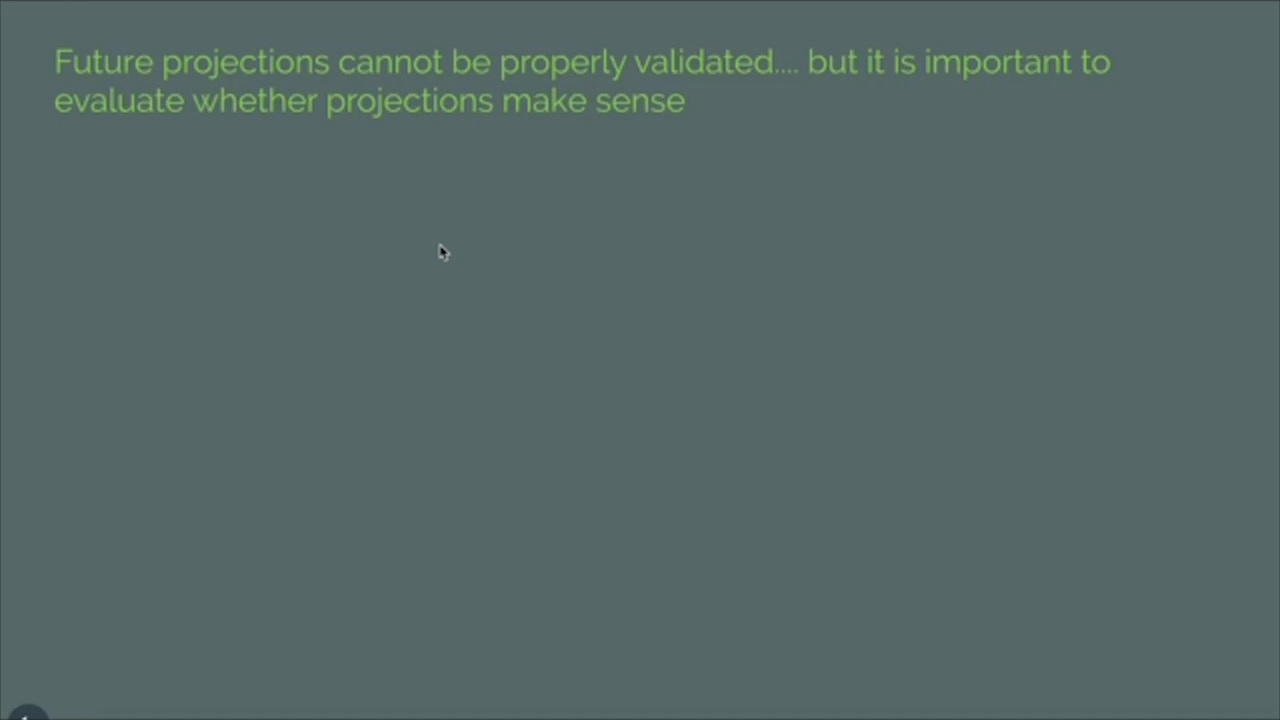 Future projections cannot be properly validated.... but it is important to
evaluate whether projections make sense